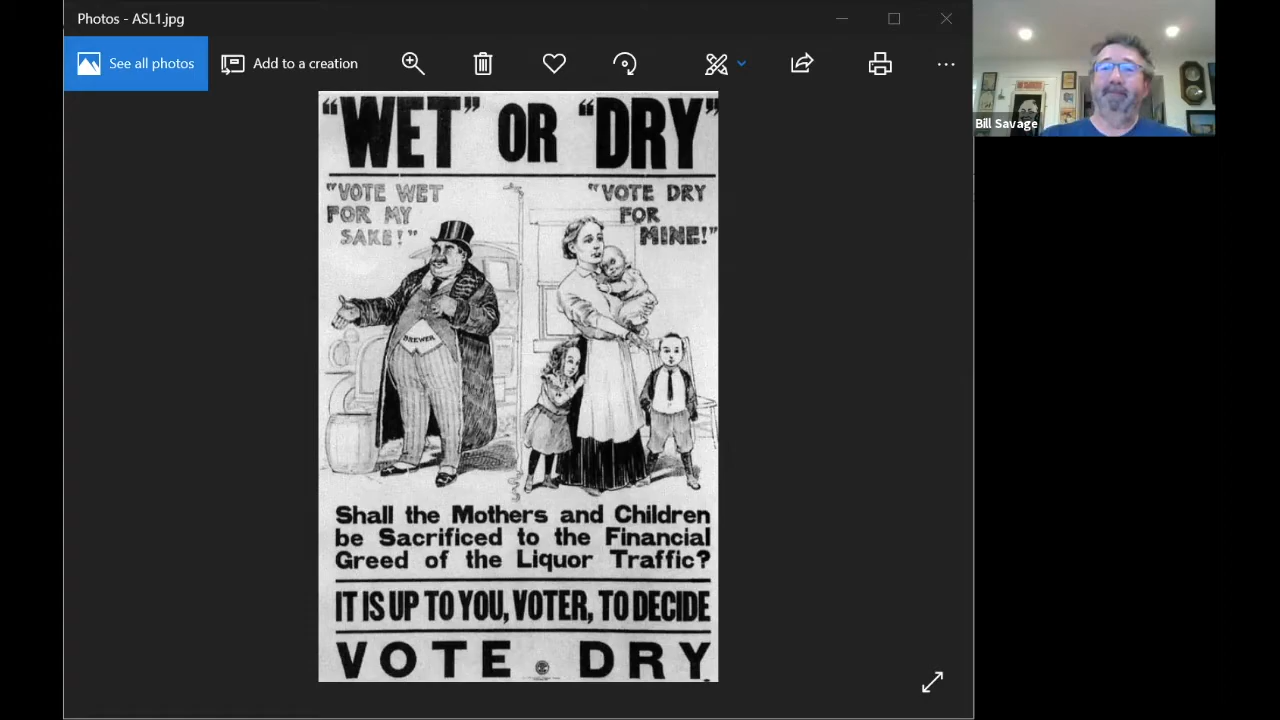 Photos - ASL1.jpg
See all photos
Add to a creation
Bill Savage
"WET" OR "DRY"
"VOTE WET
FOR MY
SAKE!"
"VOTE DRY
FOR
MINE!"
BREWER
Shall the Mothers and Children
be Sacrificed to the Financial
Greed of the Liquor Traffic?
IT IS UP TO YOU, VOTER, TO DECIDE
VOTE DRY.